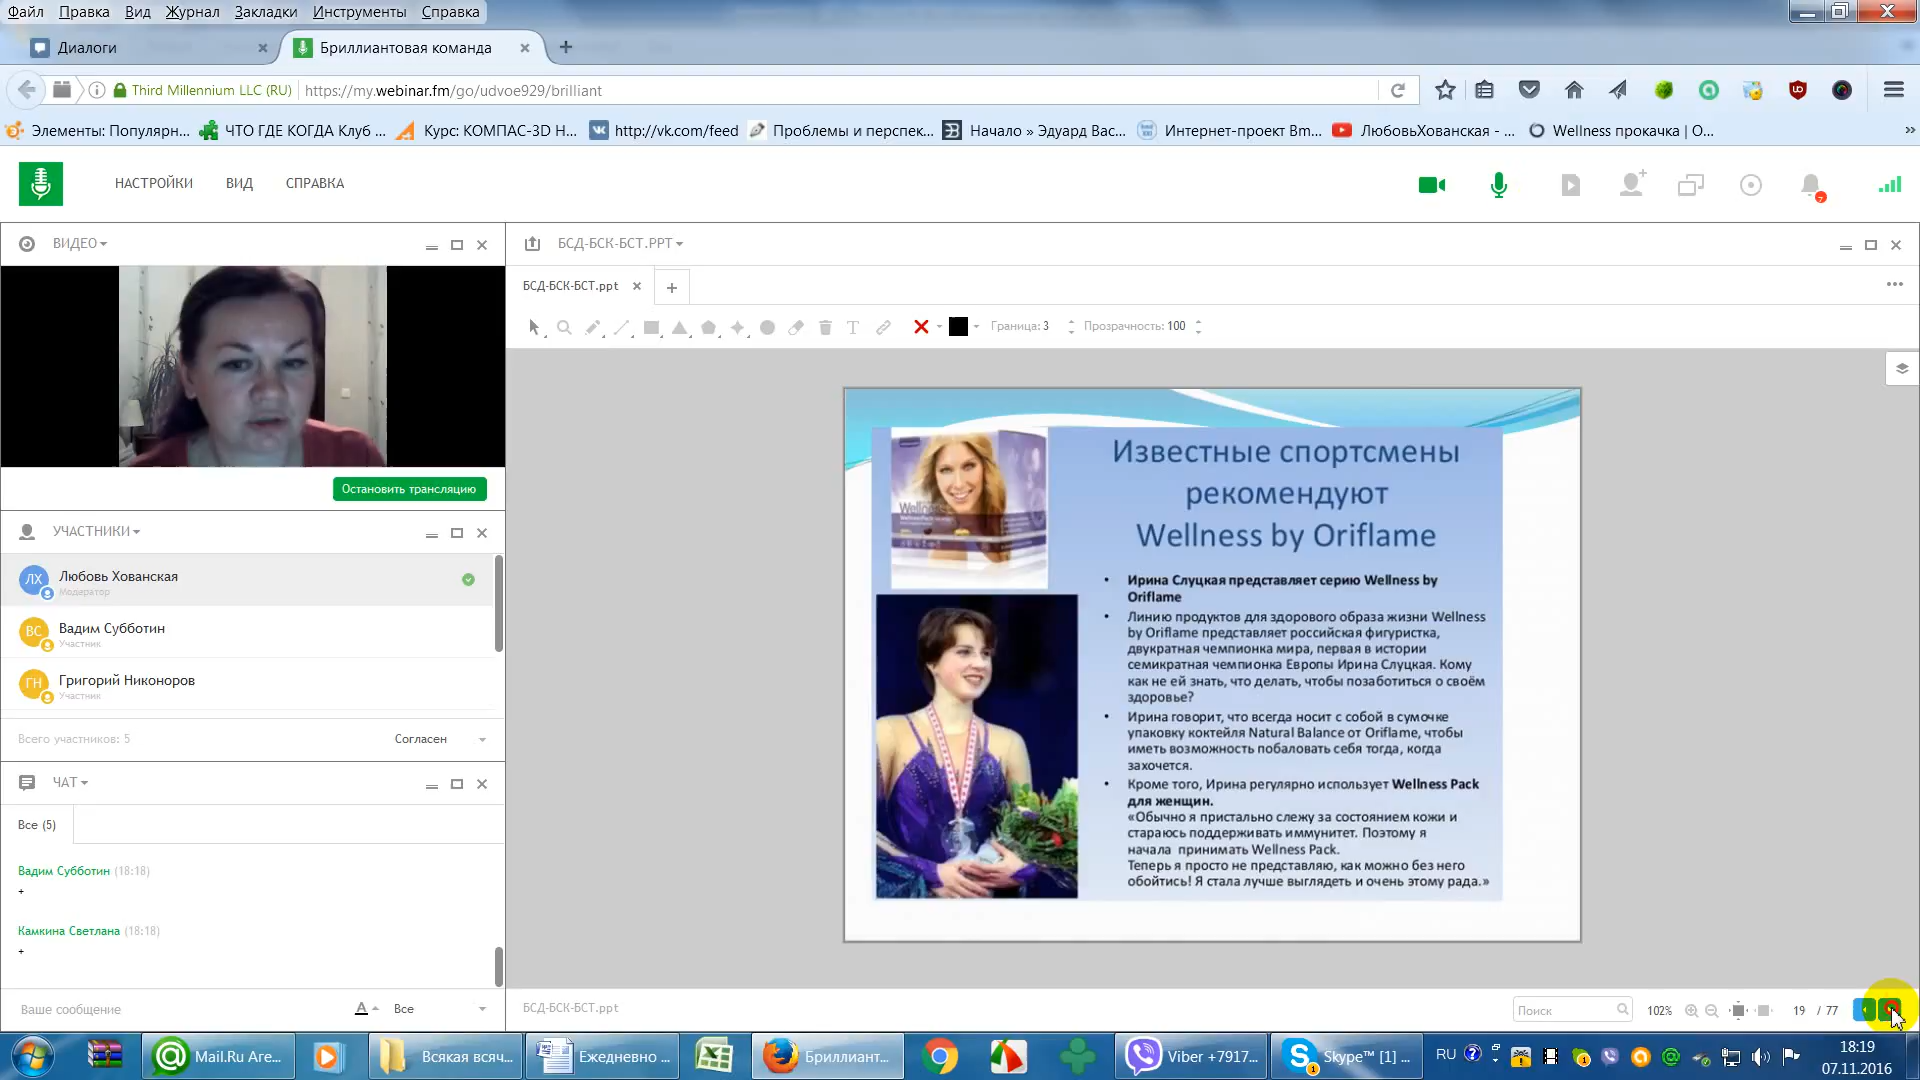 Файл Правка Вид Журнал Закладки Инструменты Справка
Диалоги
Бриллиантовая команда
Third Millennium LLC (RU)
https://my.webinar.fm/go/udvoe929/brilliant
Элементы: Популярн...
ЧТО ГДЕ КОГДА Клуб ...
Курс: КОМПАС-3D Н...
http://vk.com/feed
Проблемы и перспек...
Начало » Эдуард Вас...
Интернет-проект Bm...
ЛюбовьХованская - ...
Wellness прокачка | О...
НАСТРОЙКИ ВИД СПРАВКА
ВИДЕО
Остановить трансляцию
УЧАСТНИКИ
ЛХ
Любовь Хованская
Модератор
ВС
Вадим Субботин
Участник
ГН
Григорий Никоноров
Участник
Всего участников: 5
Согласен
ЧАТ
Все (5)
Вадим Субботин (18:18)
+
Камкина Светлана (18:18)
+
Ваше сообщение
А
Все
БСД-БСК-БСТ.PPT
БСД-БСК-БСТ.ppt
Граница: 3
Прозрачность: 100
Известные спортсмены
рекомендуют
Wellness by Oriflame
• Ирина Слуцкая представляет серию Wellness by
Oriflame
• Линию продуктов для здорового образа жизни Wellness
by Oriflame представляет российская фигуристка,
двукратная чемпионка мира, первая в истории
семикратная чемпионка Европы Ирина Слуцкая. Кому
как не ей знать, что делать, чтобы позаботиться о своём
здоровье?
• Ирина говорит, что всегда носит с собой в сумочке
упаковку коктейля Natural Balance от Oriflame, чтобы
иметь возможность побаловать себя тогда, когда
захочется.
• Кроме того, Ирина регулярно использует Wellness Pack
для женщин.
«Обычно я пристально слежу за состоянием кожи и
стараюсь поддерживать иммунитет. Поэтому я
начала принимать Wellness Pack.
Теперь я просто не представляю, как можно без него
обойтись! Я стала лучше выглядеть и очень этому рада.»
БСД-БСК-БСТ.ppt
Поиск
102%
19 / 77
Mail.Ru Аге...
Всякая всяч...
Ежедневно ...
Бриллиант...
Viber +7917...
Skype™ [1] ...
RU
18:19
07.11.2016